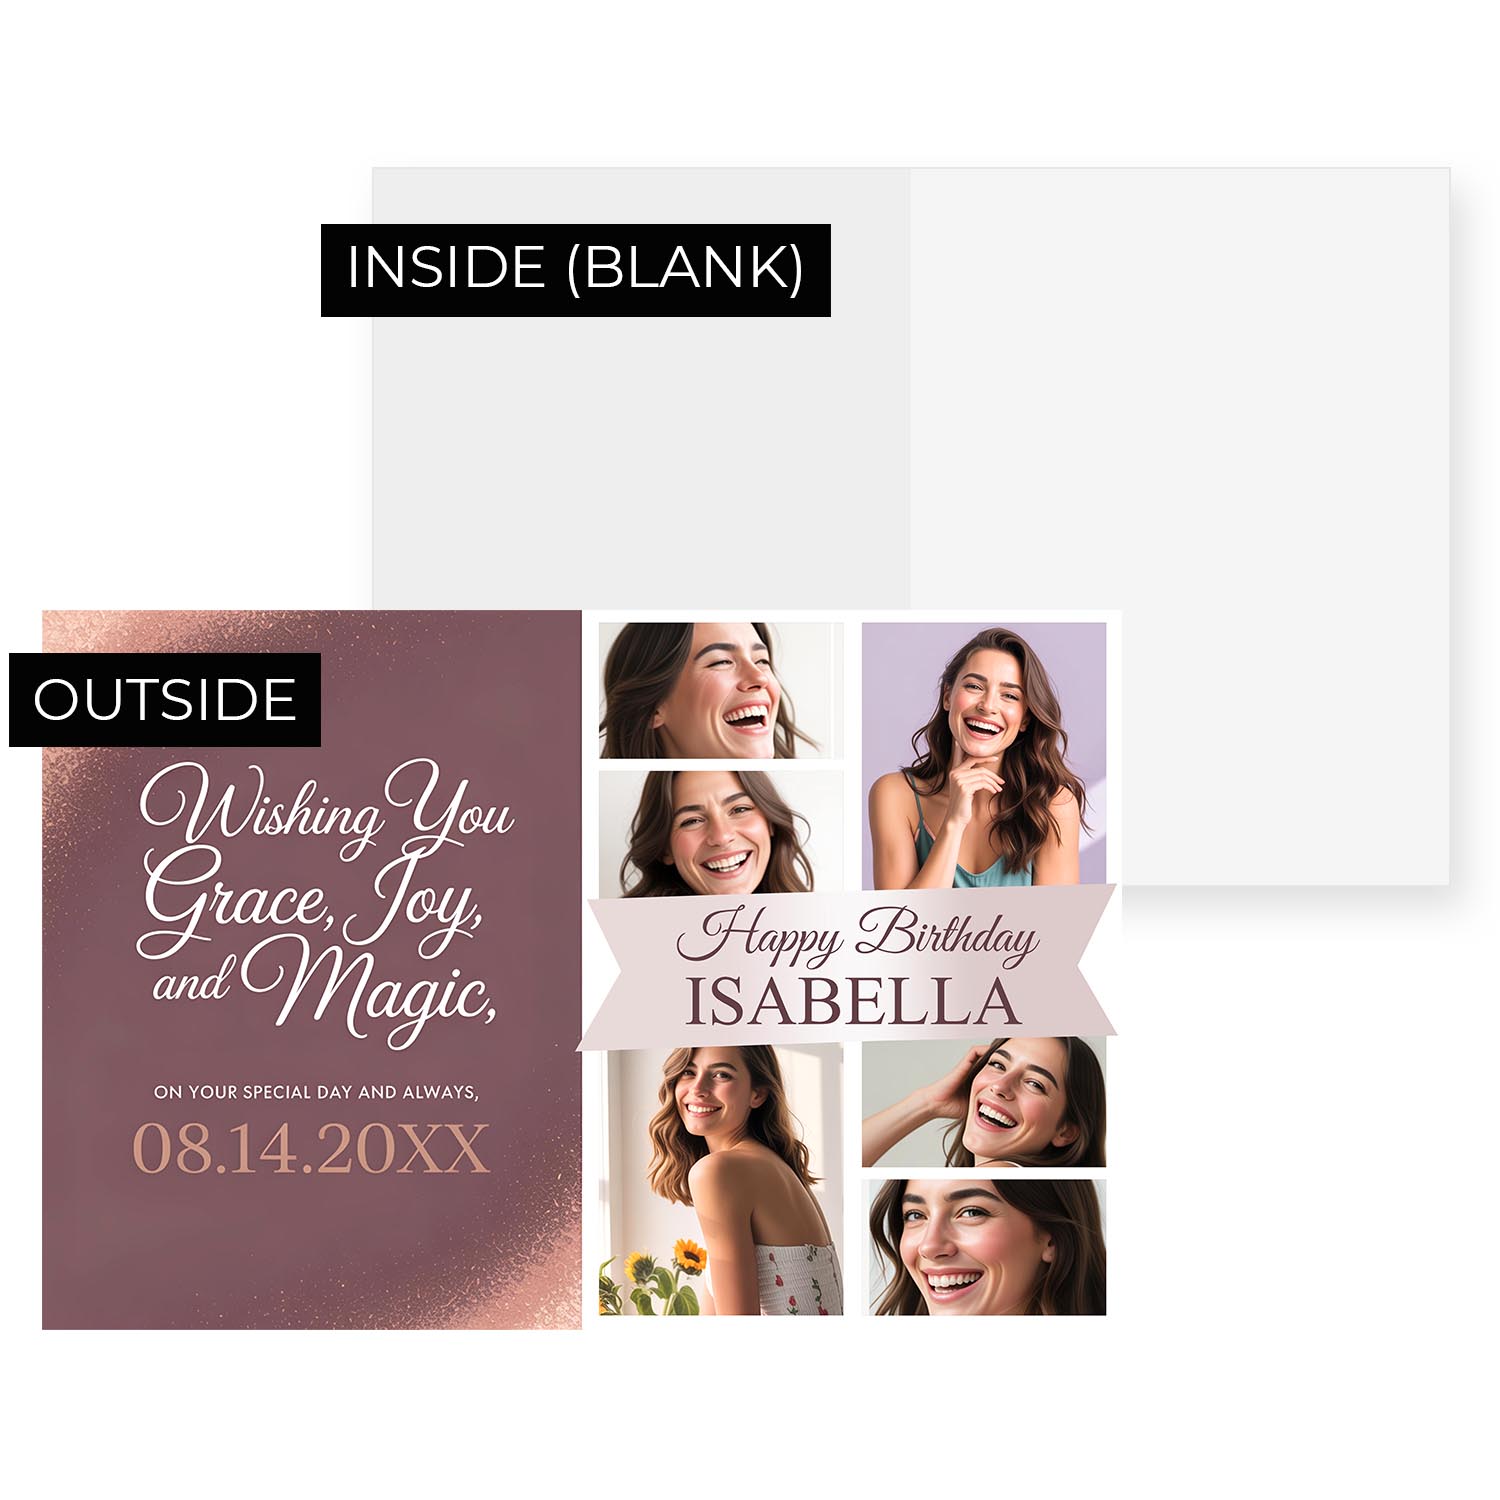 INSIDE (BLANK)
OUTSIDE
Wishing You
Grace, Joy,
and Magic,
ON YOUR SPECIAL DAY AND ALWAYS,
08.14.20XX
Happy Birthday
ISABELLA